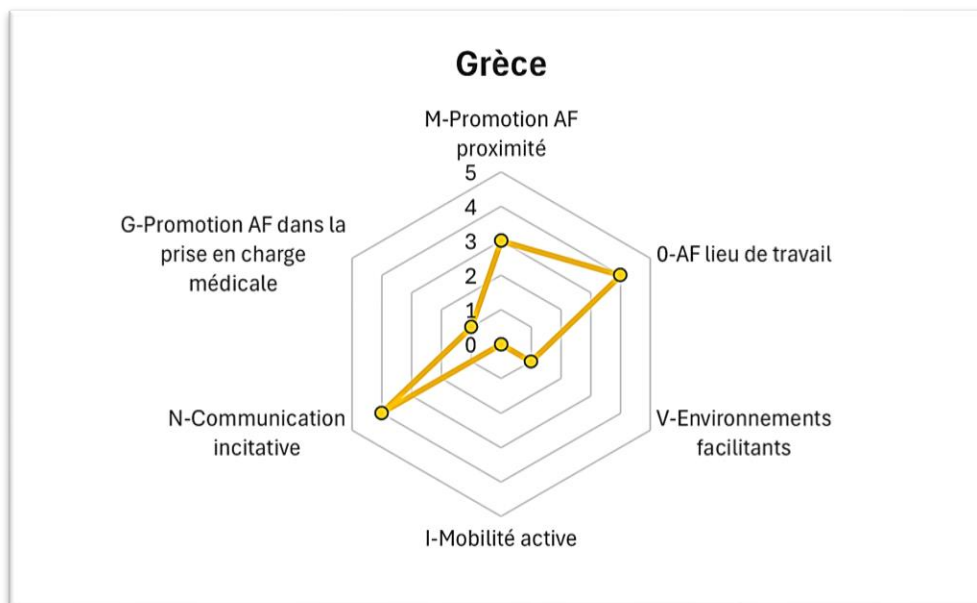 Grèce
M-Promotion AF
proximité
5
4
3
2
1
0
G-Promotion AF dans la
prise en charge
médicale
0-AF lieu de travail
N-Communication
incitative
V-Environnements
facilitants
I-Mobilité active